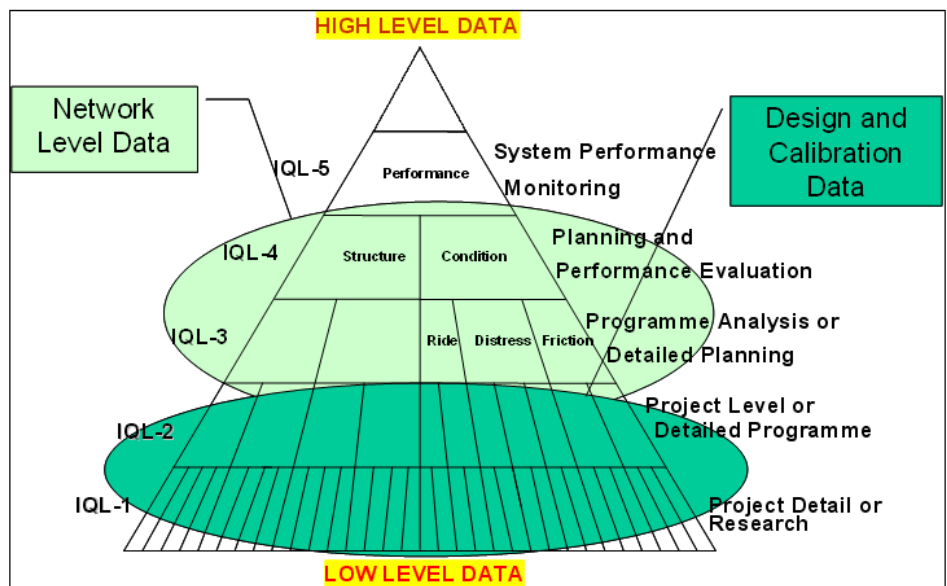 HIGH LEVEL DATA
Network
Level Data
Design and
Calibration
Data
IQL-5
Performance
System Performance
Monitoring
IQL-4
Structure
Condition
Planning and
Performance Evaluation
IQL-3
Ride
Distress
Friction
Programme Analysis or
Detailed Planning
IQL-2
Project Level or
Detailed Programme
IQL-1
Project Detail or
Research
LOW LEVEL DATA